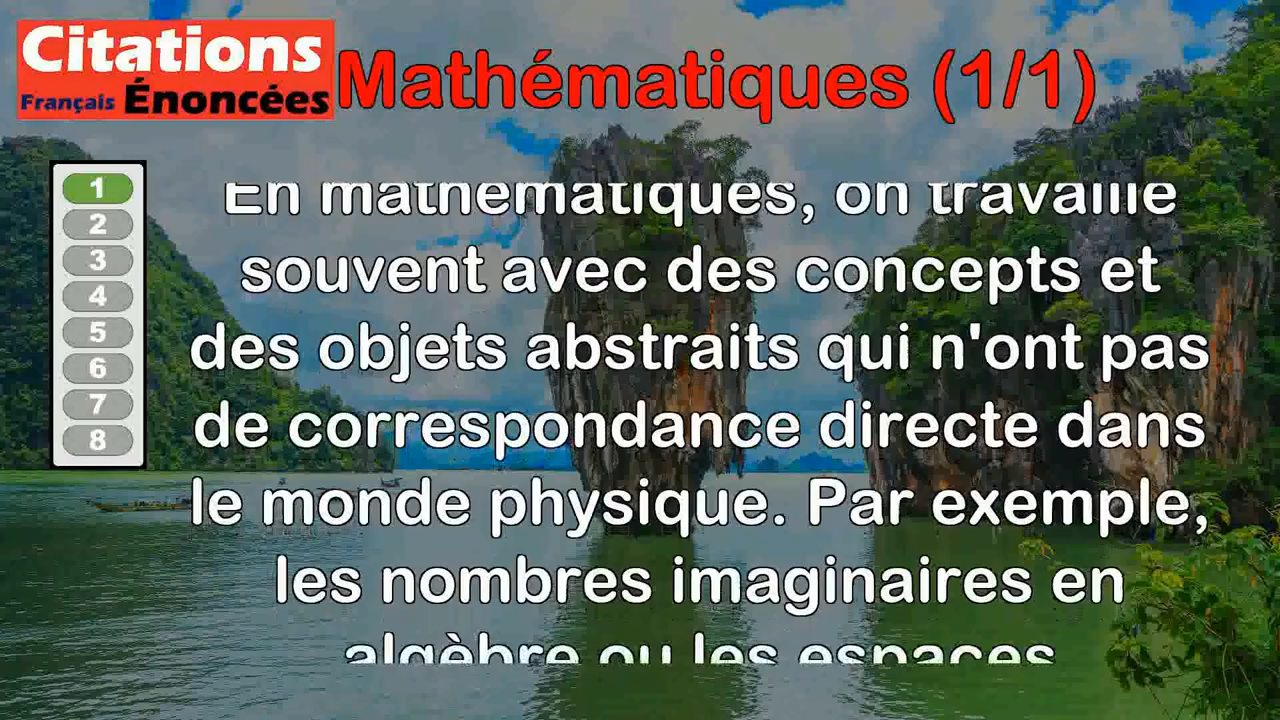 Citations
Français Énoncées
Mathématiques (1/1)
1
2
3
4
5
6
7
8
En mathématiques, on travaille
souvent avec des concepts et
des objets abstraits qui n'ont pas
de correspondance directe dans
le monde physique. Par exemple,
les nombres imaginaires en
algèbre ou les espaces